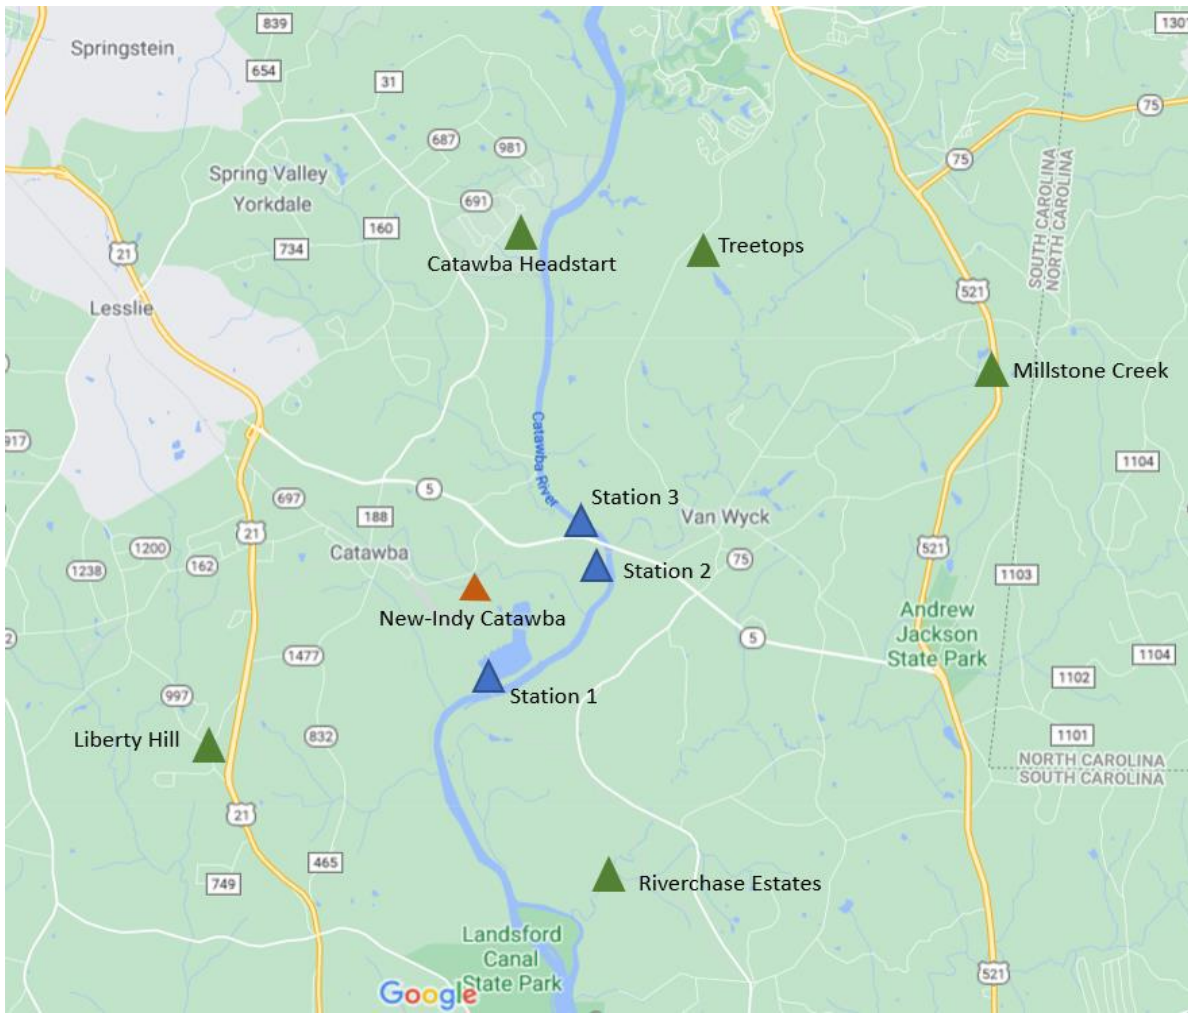 839
1301
Springstein
654
31
75
687
981
75
Spring Valley
Yorkdale
691
160
SOUTH CAROLINA
NORTH CAROLINA
21
734
Catawba Headstart
Treetops
521
Lesslie
Millstone Creek
917
Catawba River
1104
5
697
Station 3
188
Van Wyck
21
1200
Catawba
162
1238
Station 2
75
521
1103
New-Indy Catawba
Andrew
Jackson
State Park
2
5
1477
1104
1102
997
Station 1
Liberty Hill
832
1101
NORTH CAROLINA
SOUTH CAROLINA
21
465
749
Riverchase Estates
Landsford
Canal
State Park
521
Google